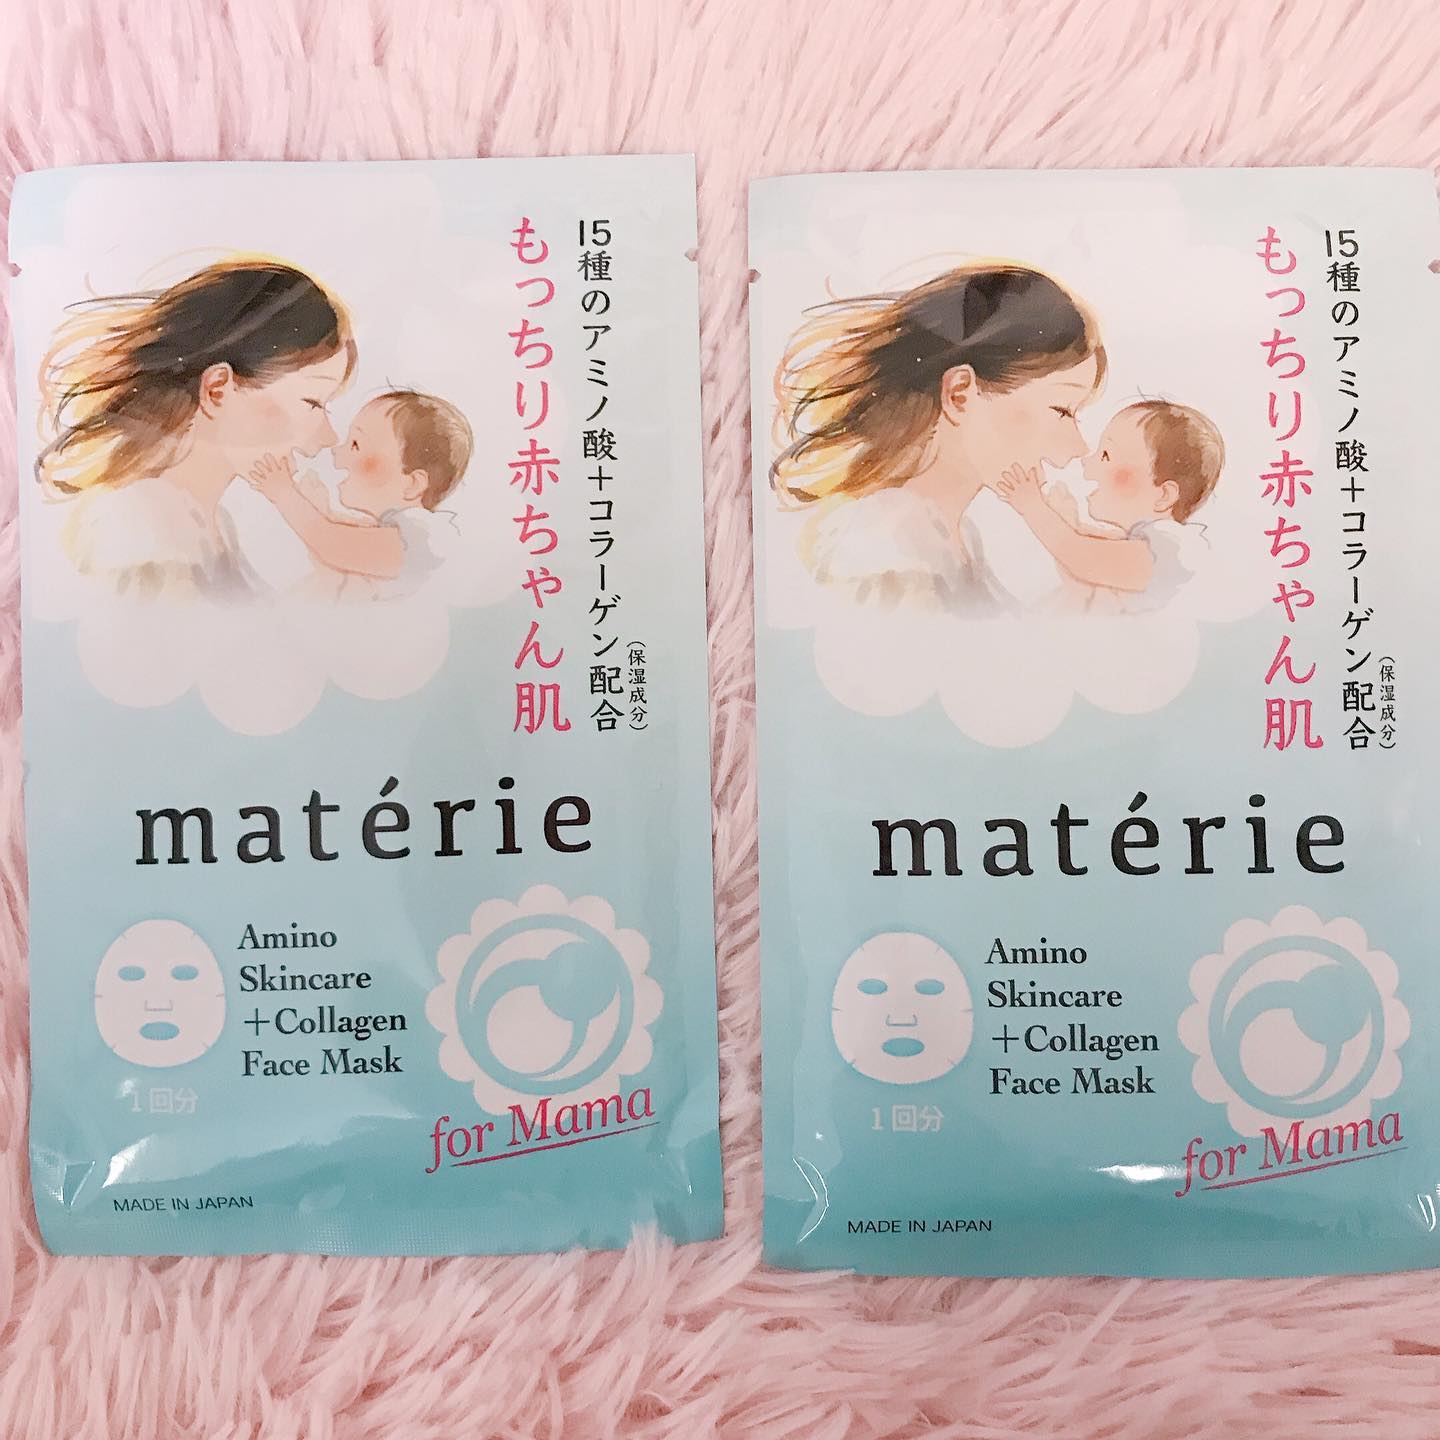 15種のアミノ酸+コラーゲン配合
(保湿成分)
もっちり赤ちゃん肌
matérie
Amino
Skincare
+Collagen
Face Mask
1回分
for Mama
MADE IN JAPAN
15種のアミノ酸+コラーゲン配合
(保湿成分)
もっちり赤ちゃん肌
matérie
Amino
Skincare
+Collagen
Face Mask
1回分
for Mama
MADE IN JAPAN